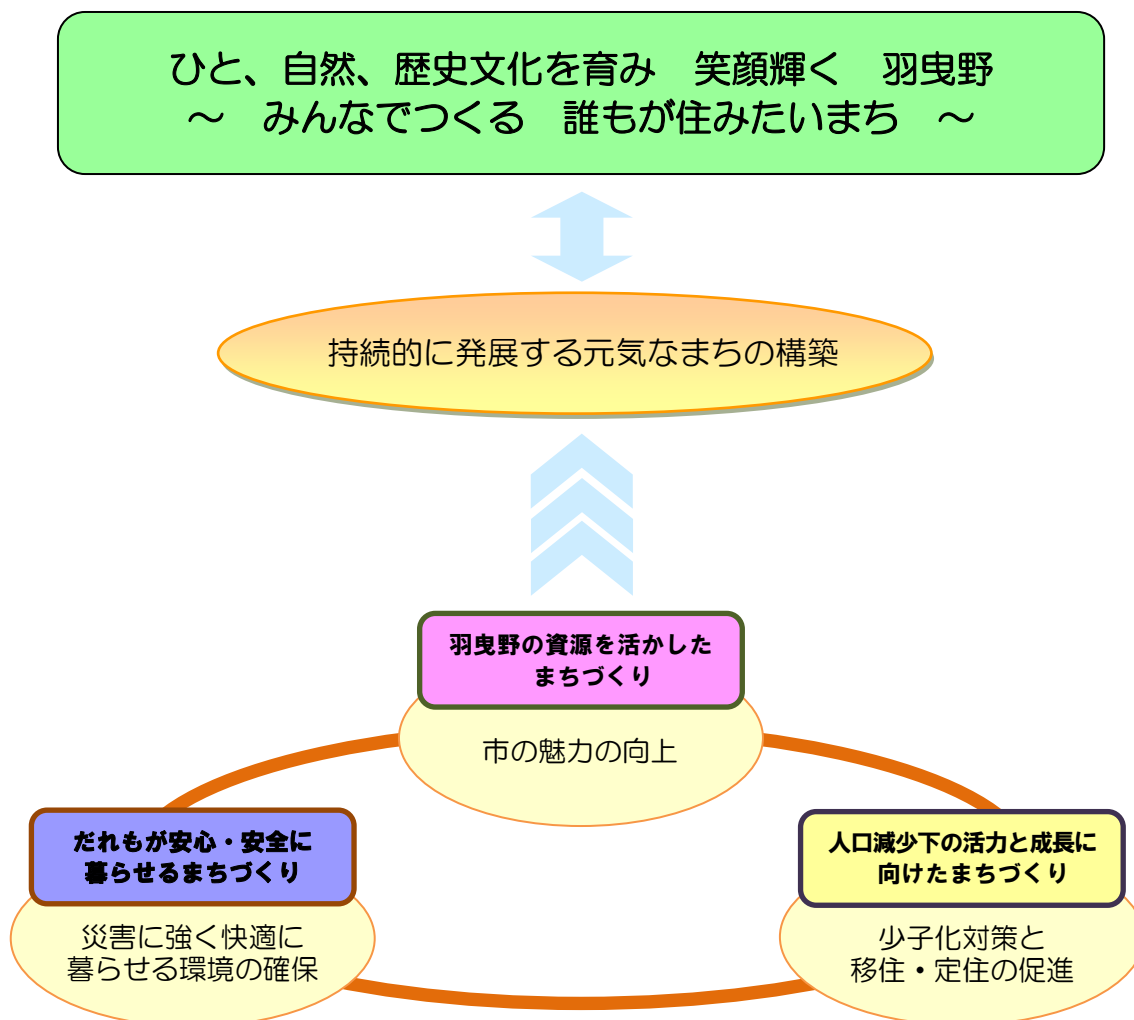 ひと、自然、歴史文化を育み　笑顔輝く　羽曳野
～　みんなでつくる　誰もが住みたいまち　～
持続的に発展する元気なまちの構築
羽曳野の資源を活かした
まちづくり
市の魅力の向上
だれもが安心・安全に
暮らせるまちづくり
災害に強く快適に
暮らせる環境の確保
人口減少下の活力と成長に
向けたまちづくり
少子化対策と
移住・定住の促進